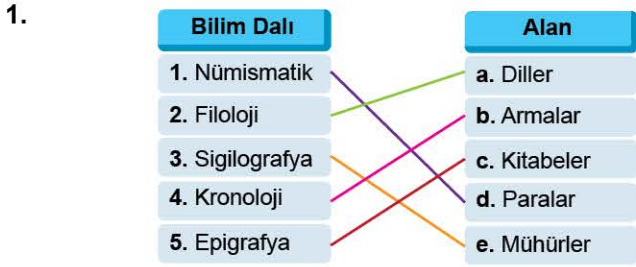 1.
Bilim Dalı
Alan
1. Nümismatik
a. Diller
2. Filoloji
b. Armalar
3. Sigilografya
c. Kitabeler
4. Kronoloji
d. Paralar
5. Epigrafya
e. Mühürler